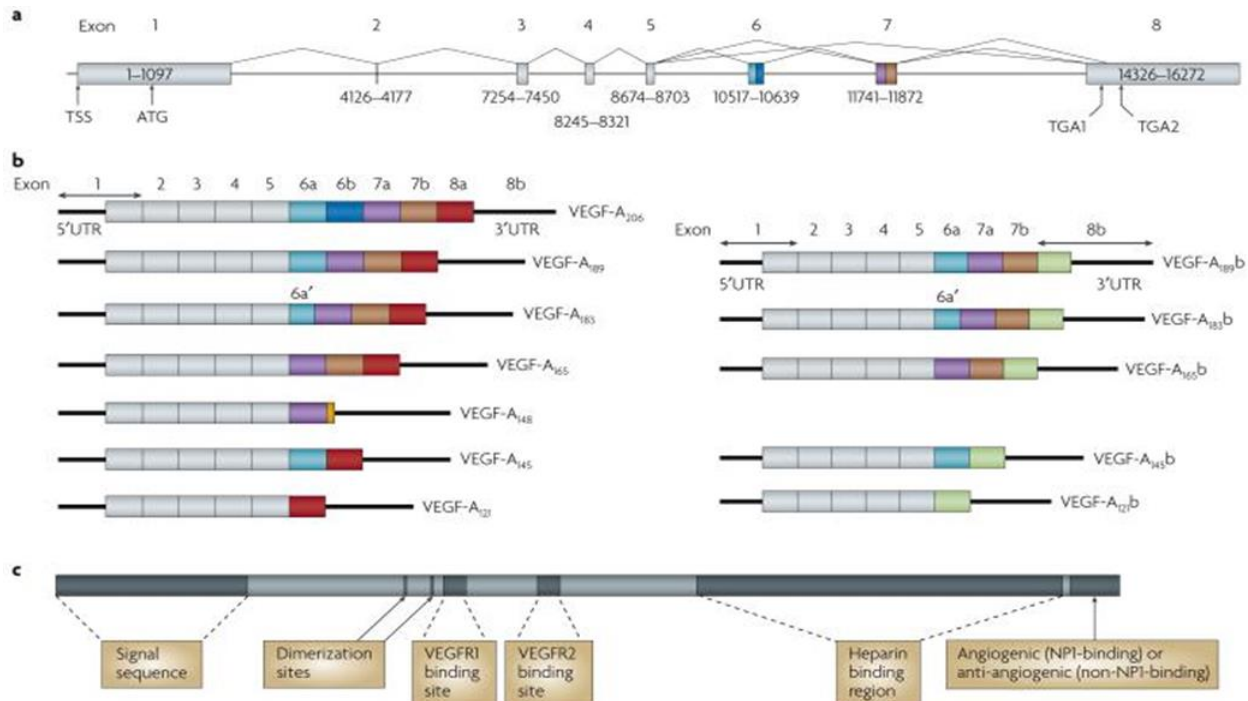 a
Exon 1 2 3 4 5 6 7 8
1–1097 14326–16272
4126–4177 7254–7450 8674–8703 10517–10639 11741–11872
8245–8321
TSS ATG TGA1 TGA2
b
Exon 1 2 3 4 5 6a 6b 7a 7b 8a 8b
VEGF-A206
5′UTR 3′UTR
VEGF-A189
6a′
VEGF-A183
VEGF-A165
VEGF-A148
VEGF-A145
VEGF-A121
Exon 1 2 3 4 5 6a 7a 7b 8b
VEGF-A189b
5′UTR 3′UTR
6a′
VEGF-A183b
VEGF-A165b
VEGF-A145b
VEGF-A121b
c
Signal
sequence
Dimerization
sites
VEGFR1
binding
site
VEGFR2
binding
site
Heparin
binding
region
Angiogenic (NP1-binding) or
anti-angiogenic (non-NP1-binding)